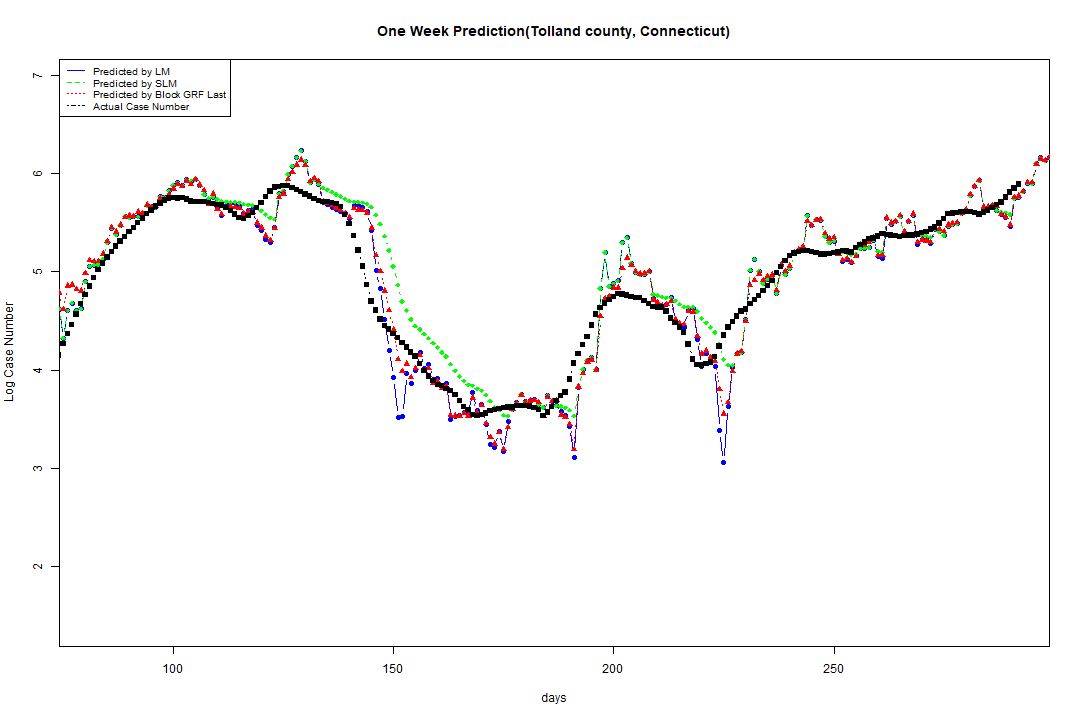 One Week Prediction(Tolland county, Connecticut)
Predicted by LM
Predicted by SLM
Predicted by Block GRF Last
Actual Case Number
7
6
5
4
3
2
Log Case Number
100
150
200
250
days